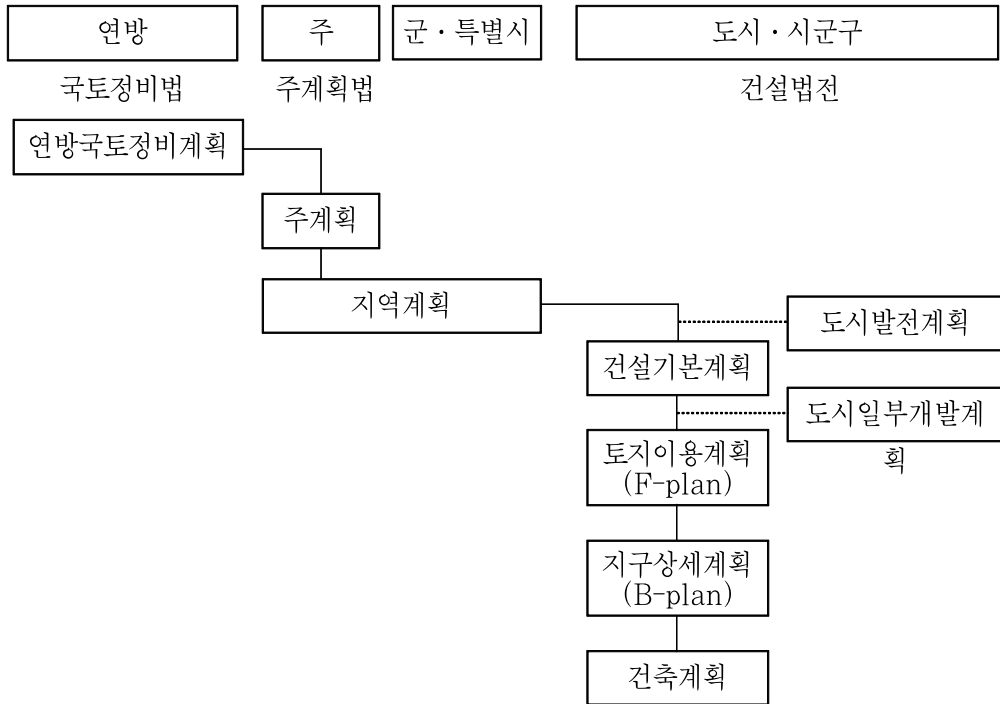 연방
주
군·특별시
도시·시군구
국토정비법
주계획법
건설법전
연방국토정비계획
주계획
지역계획
도시발전계획
건설기본계획
도시일부개발계
획
토지이용계획
(F-plan)
지구상세계획
(B-plan)
건축계획